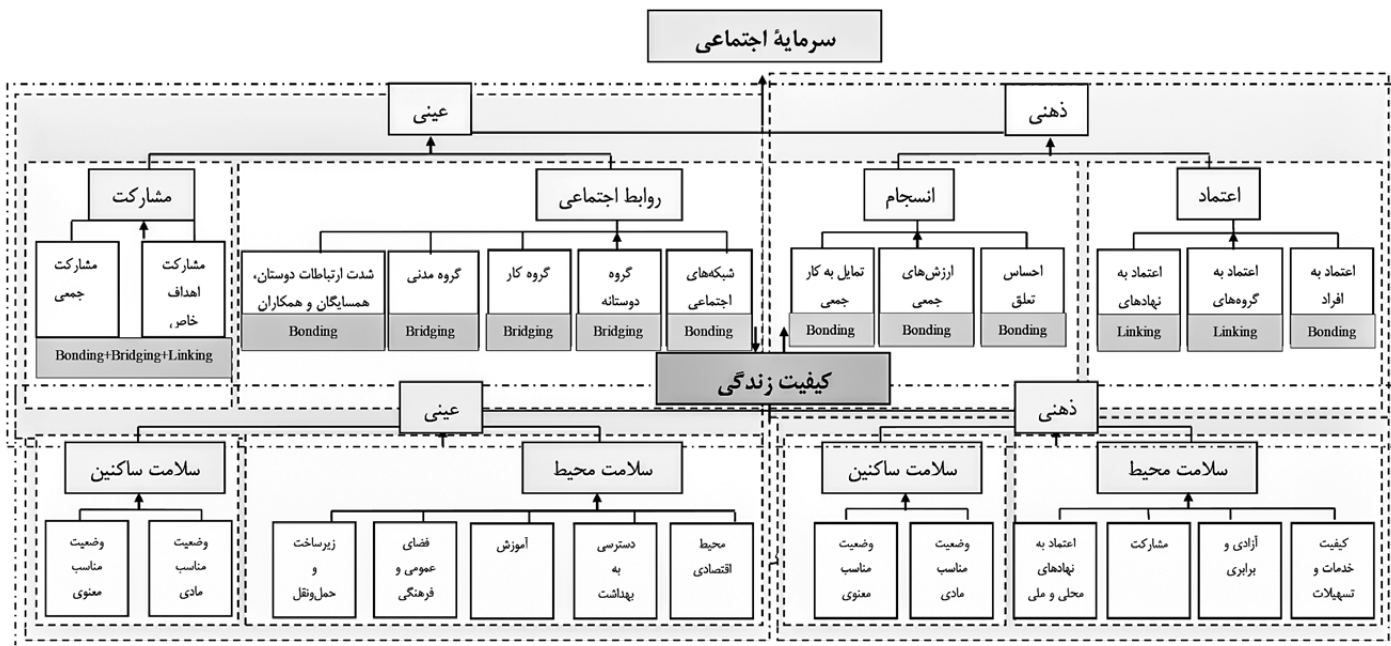 سرمایهٔ اجتماعی
ذهنی
عینی
اعتماد
انسجام
روابط اجتماعی
مشارکت
اعتماد به
افراد
Bonding
اعتماد به
گروه‌های
Linking
اعتماد به
نهادهای
Linking
احساس
تعلق
Bonding
ارزش‌های
جمعی
Bonding
تمایل به کار
جمعی
Bonding
شبکه‌های
اجتماعی
Bonding
گروه
دوستانه
Bridging
گروه کار
Bridging
گروه مدنی
Bridging
شدت ارتباطات دوستان،
همسایگان و همکاران
Bonding
مشارکت
اهداف
خاص
مشارکت
جمعی
Bonding+Bridging+Linking
کیفیت زندگی
ذهنی
عینی
سلامت محیط
سلامت ساکنین
سلامت محیط
سلامت ساکنین
کیفیت
خدمات و
تسهیلات
آزادی و
برابری
مشارکت
اعتماد به
نهادهای
محلی و ملی
وضعیت
مناسب
مادی
وضعیت
مناسب
معنوی
محیط
اقتصادی
دسترسی
به
بهداشت
آموزش
فضای
عمومی و
فرهنگی
زیرساخت
و
حمل‌ونقل
وضعیت
مناسب
مادی
وضعیت
مناسب
معنوی